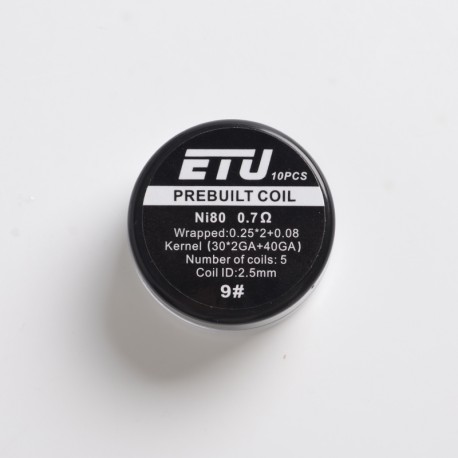 ETU 10PCS
PREBUILT COIL
Ni80 0.7Ω
Wrapped:0.25*2+0.08
Kernel (30*2GA+40GA)
Number of coils: 5
Coil ID:2.5mm
9#